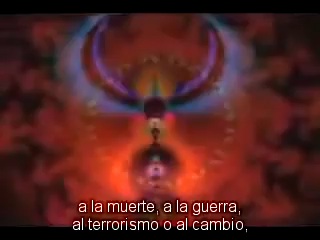 a la muerte, a la guerra,
al terrorismo o al cambio,